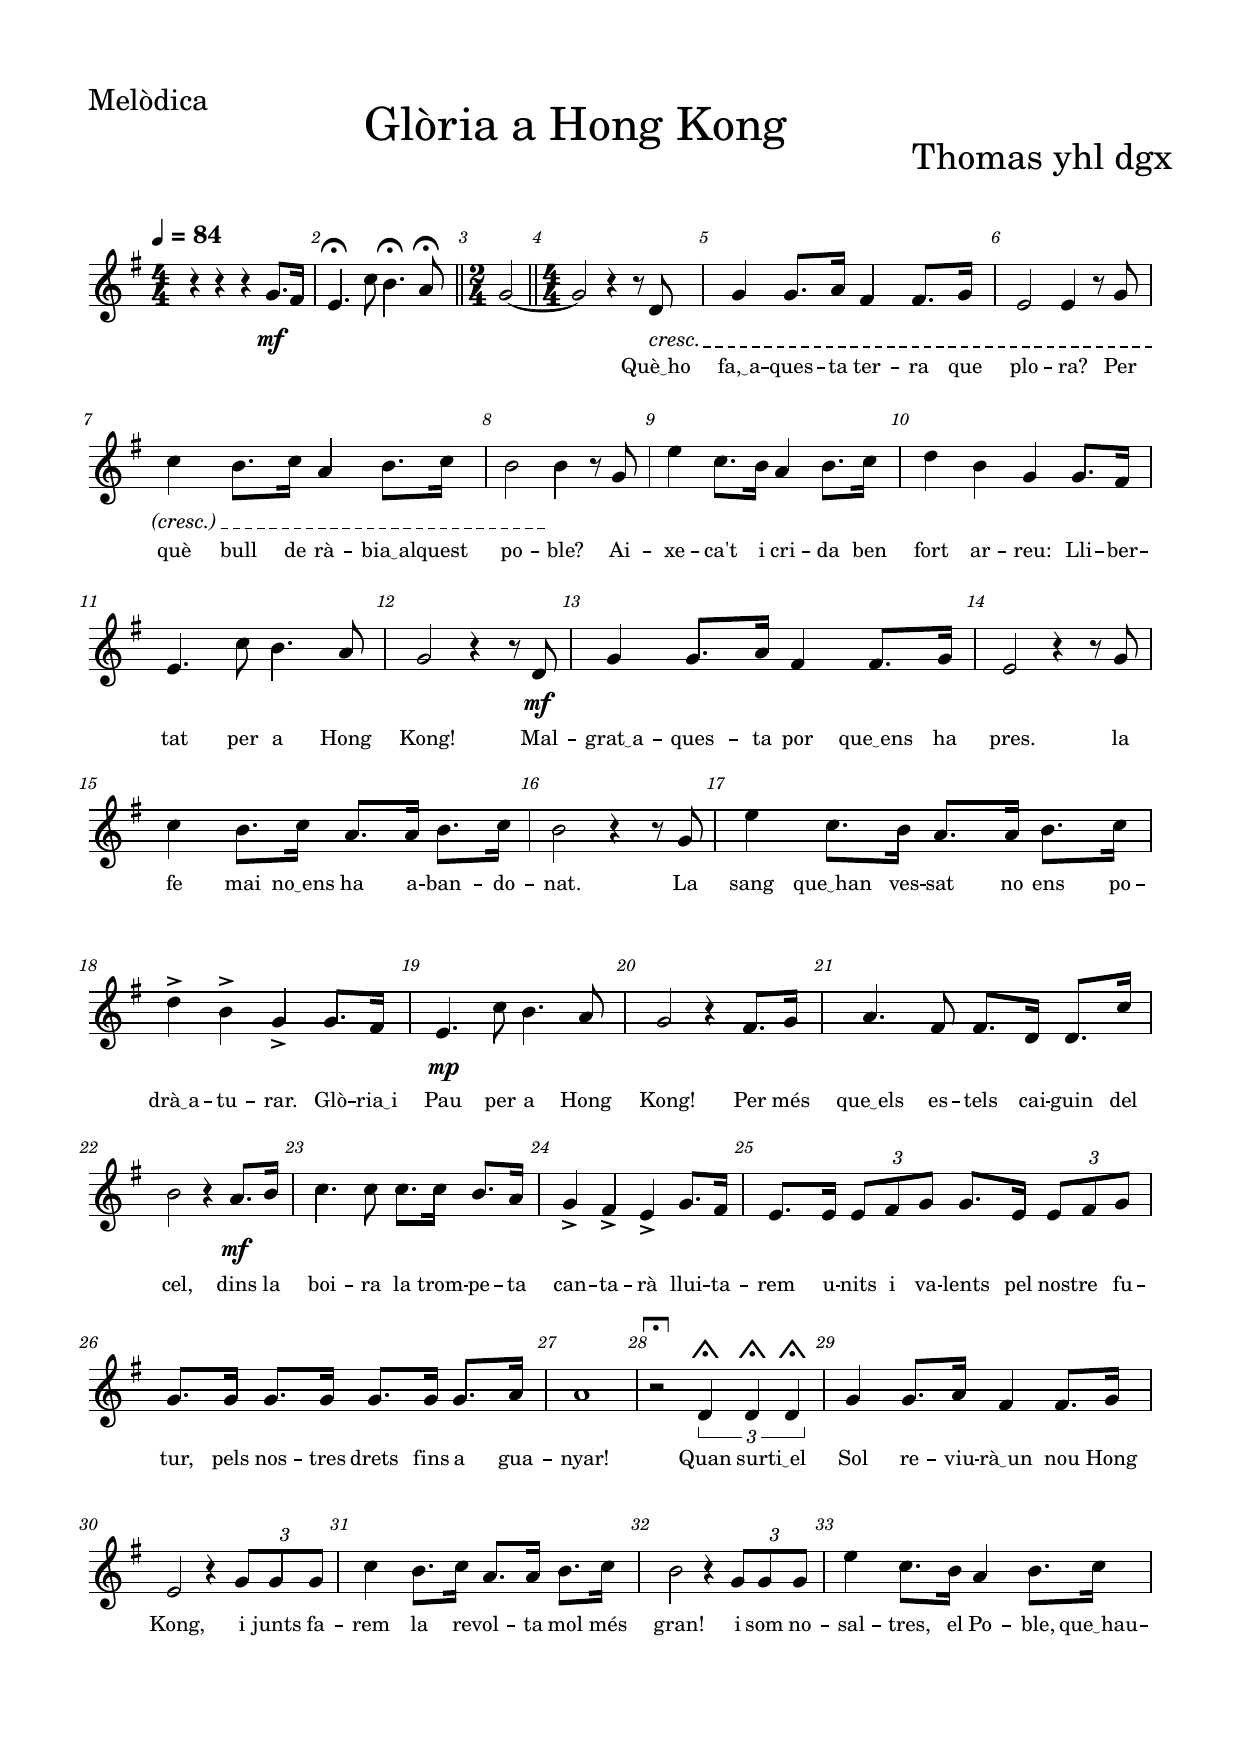 Melòdica
Glòria a Hong Kong
Thomas yhl dgx
♩ = 84
2 3 4 5 6
mf
cresc.
Què‿ho fa,‿a – ques – ta ter – ra que plo – ra? Per
7 8 9 10
(cresc.)
què bull de rà – bia‿alquest po – ble? Ai – xe – ca't i cri – da ben fort ar – reu: Lli – ber –
11 12 13 14
mf
tat per a Hong Kong! Mal – grat‿a – ques – ta por que‿ens ha pres. la
15 16 17
fe mai no‿ens ha a-ban – do – nat. La sang que‿han ves-sat no ens po –
18 19 20 21
mp
drà‿a – tu – rar. Glò-ria‿i Pau per a Hong Kong! Per més que‿els es – tels cai-guin del
22 23 24 25
3 3
mf
cel, dins la boi – ra la trom-pe – ta can – ta – rà llui-ta – rem u-nits i va-lents pel nostre fu –
26 27 28 29
3
tur, pels nos – tres drets fins a gua – nyar! Quan surti‿el Sol re – viu-rà‿un nou Hong
30 31 32 33
3 3
Kong, i junts fa – rem la revol – ta mol més gran! i som no – sal – tres, el Po – ble, que‿hau –